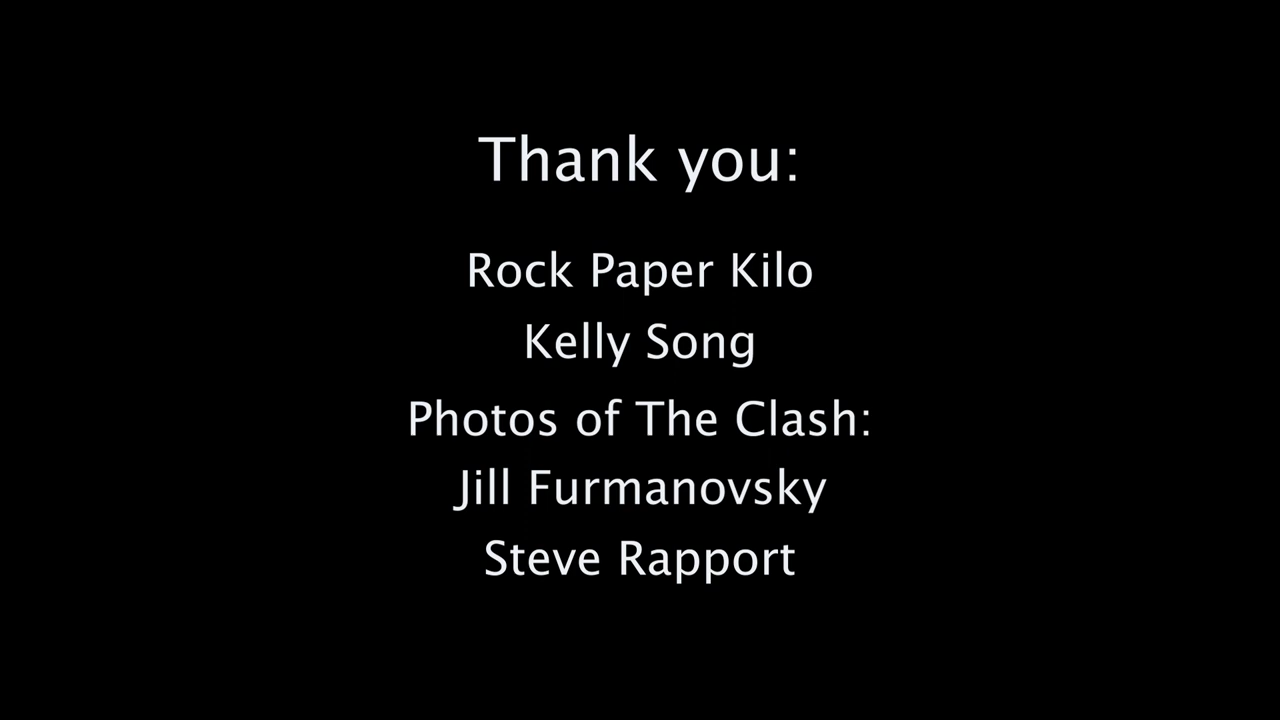 Thank you:
Rock Paper Kilo
Kelly Song
Photos of The Clash:
Jill Furmanovsky
Steve Rapport